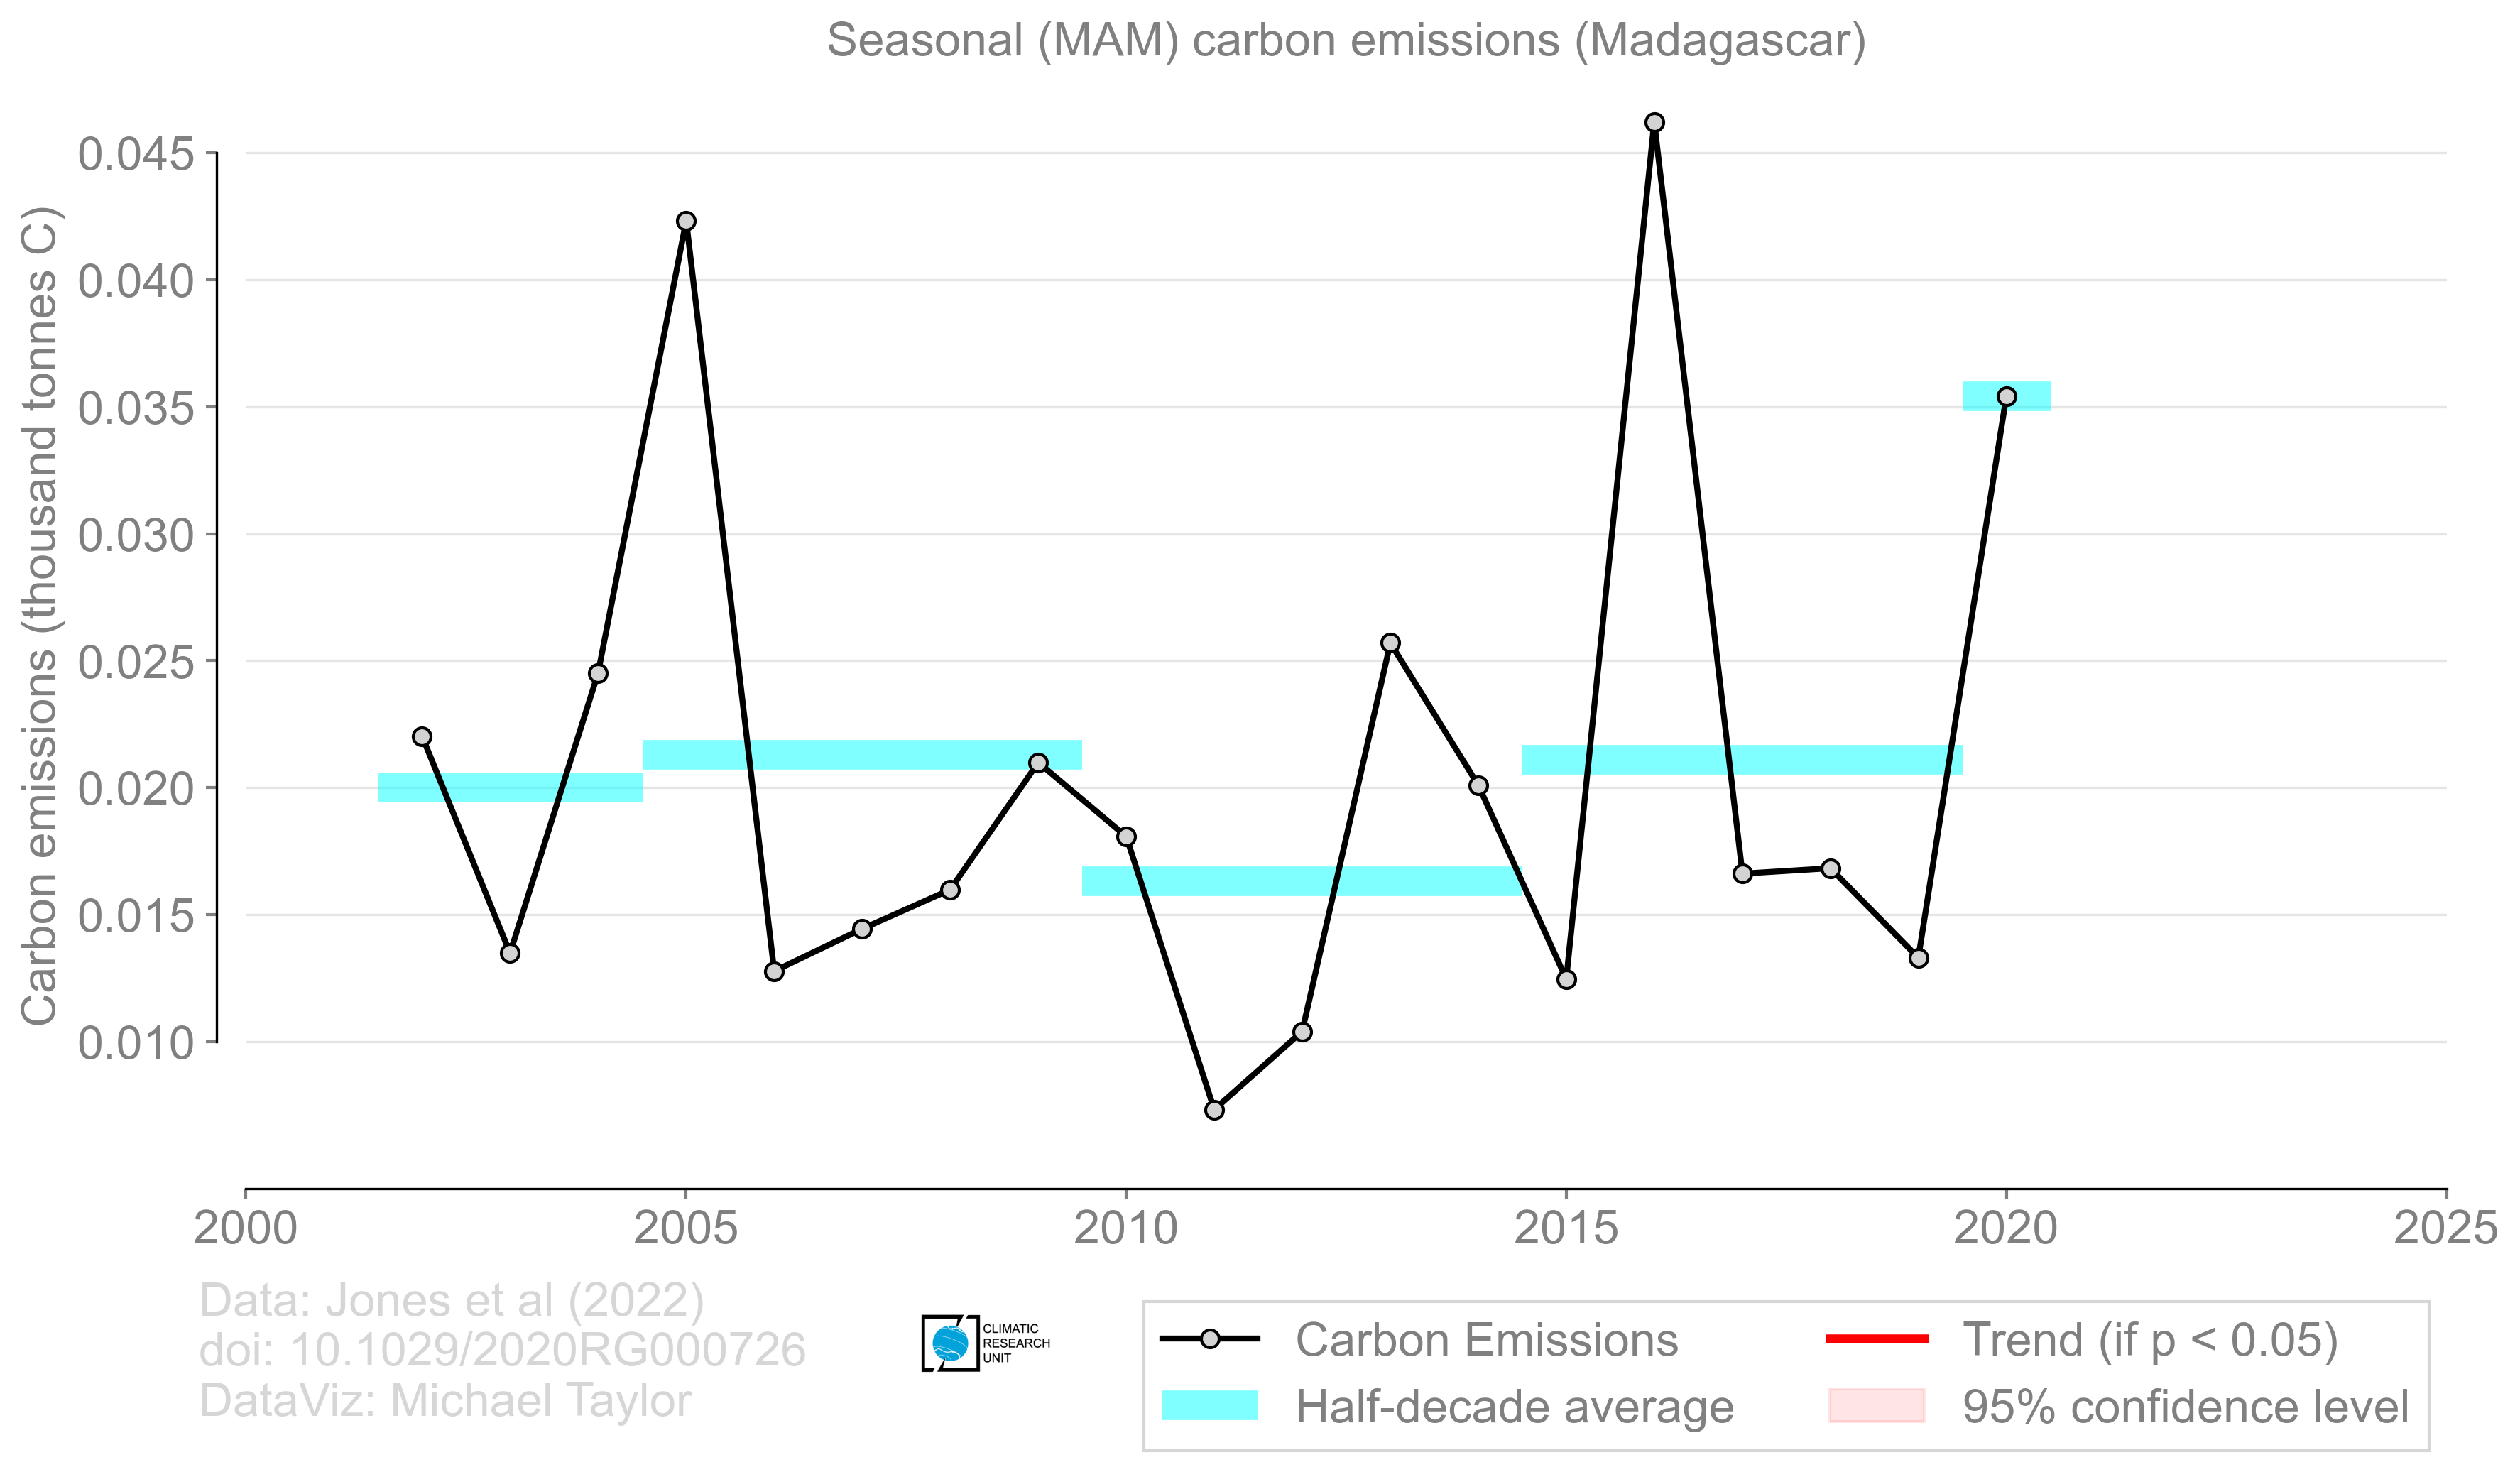 Seasonal (MAM) carbon emissions (Madagascar)
Carbon emissions (thousand tonnes C)
0.045
0.040
0.035
0.030
0.025
0.020
0.015
0.010
2000 2005 2010 2015 2020 2025
Data: Jones et al (2022)
doi: 10.1029/2020RG000726
DataViz: Michael Taylor
CLIMATIC
RESEARCH
UNIT
Carbon Emissions
Half-decade average
Trend (if p < 0.05)
95% confidence level